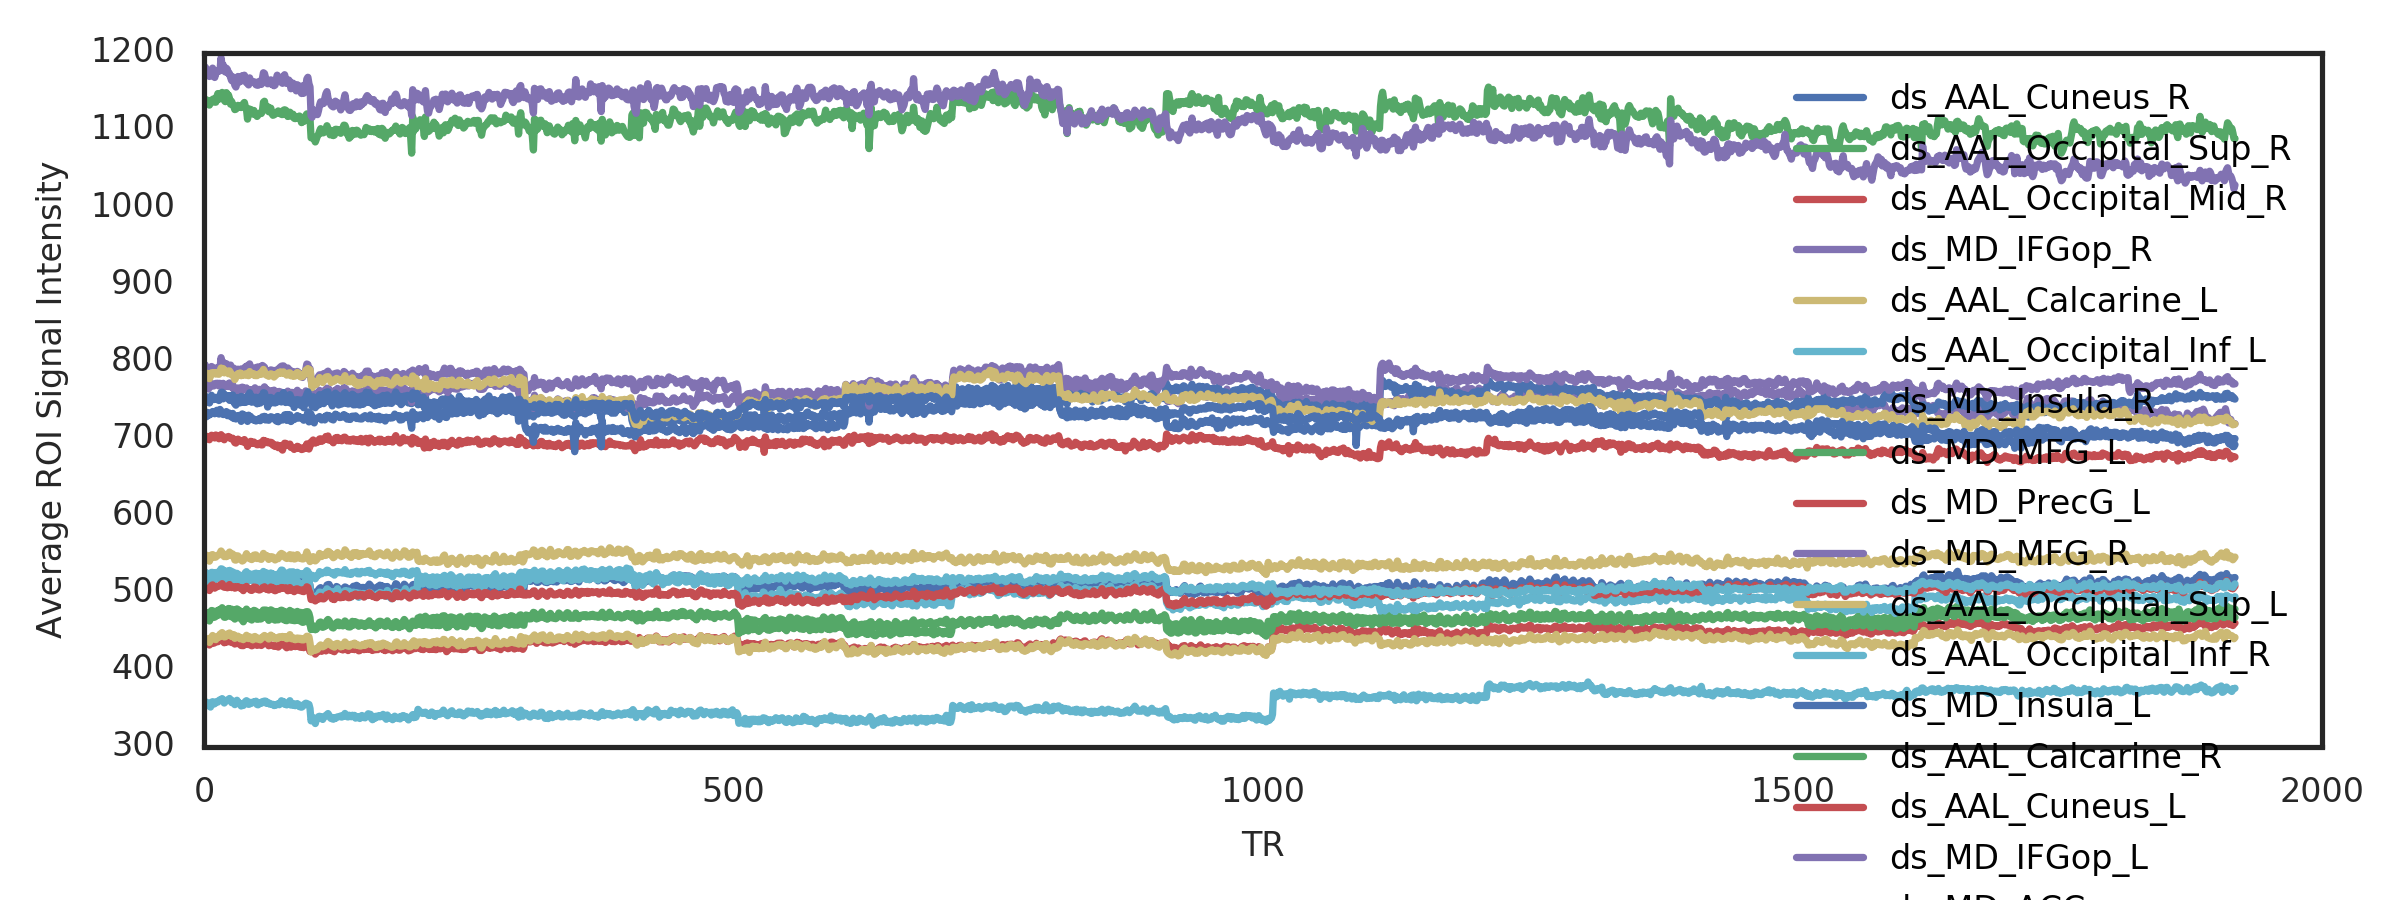 1200
1100
1000
900
800
700
600
500
400
300
Average ROI Signal Intensity
0
500
1000
1500
2000
TR
ds_AAL_Cuneus_R
ds_AAL_Occipital_Sup_R
ds_AAL_Occipital_Mid_R
ds_MD_IFGop_R
ds_AAL_Calcarine_L
ds_AAL_Occipital_Inf_L
ds_MD_Insula_R
ds_MD_MFG_L
ds_MD_PrecG_L
ds_MD_MFG_R
ds_AAL_Occipital_Sup_L
ds_AAL_Occipital_Inf_R
ds_MD_Insula_L
ds_AAL_Calcarine_R
ds_AAL_Cuneus_L
ds_MD_IFGop_L